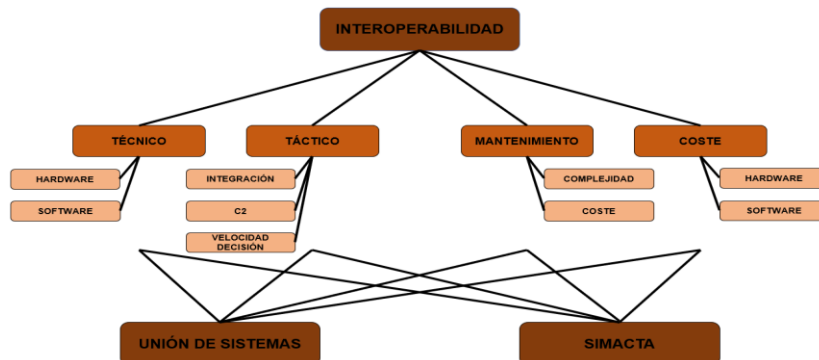 INTEROPERABILIDAD
TÉCNICO
TÁCTICO
MANTENIMIENTO
COSTE
HARDWARE
INTEGRACIÓN
COMPLEJIDAD
HARDWARE
SOFTWARE
C2
COSTE
SOFTWARE
VELOCIDAD
DECISIÓN
UNIÓN DE SISTEMAS
SIMACTA